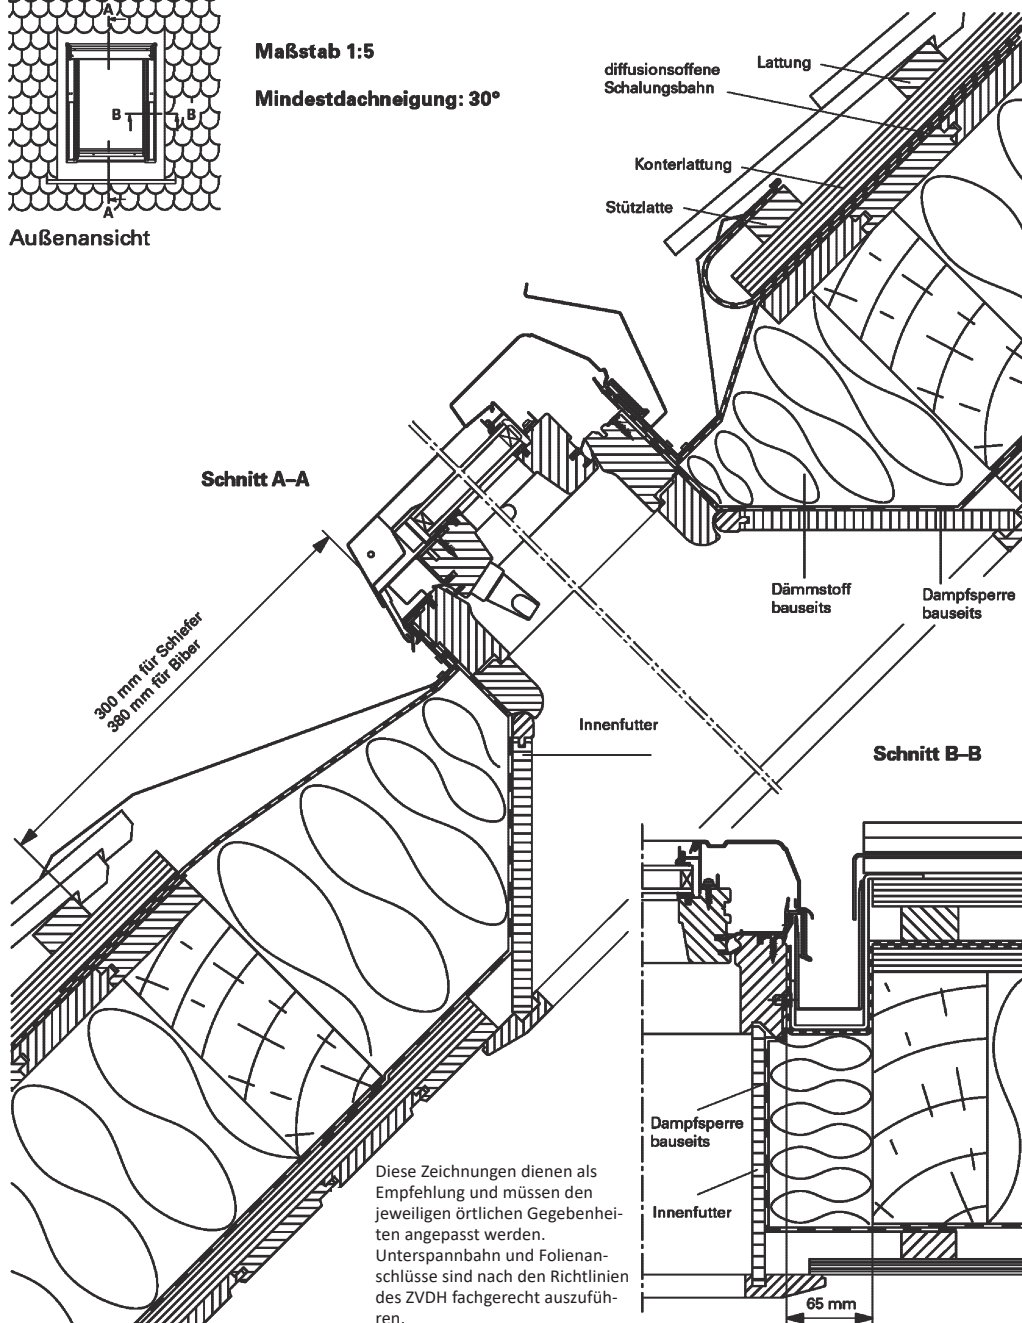 A
B
B
A
Außenansicht
Maßstab 1:5
Mindestdachneigung: 30°
diffusionsoffene
Schalungsbahn
Lattung
Konterlattung
Stützlatte
Schnitt A–A
Dämmstoff
bauseits
Dampfsperre
bauseits
300 mm für Schiefer
380 mm für Biber
Innenfutter
Schnitt B–B
Dampfsperre
bauseits
Innenfutter
65 mm
Diese Zeichnungen dienen als
Empfehlung und müssen den
jeweiligen örtlichen Gegebenhei-
ten angepasst werden.
Unterspannbahn und Folienan-
schlüsse sind nach den Richtlinien
des ZVDH fachgerecht auszufüh-
ren.